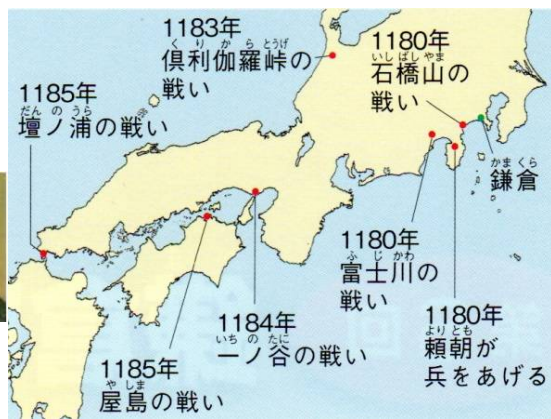 1183年
くりからとうげ
倶利伽羅峠の
戦い
1180年
いしばしやま
石橋山の
戦い
1185年
だんのうら
壇ノ浦の戦い
かまくら
鎌倉
1180年
ふじかわ
富士川の
戦い
1184年
いちのたに
一ノ谷の戦い
1180年
よりとも
頼朝が
兵をあげる
1185年
やしま
屋島の戦い